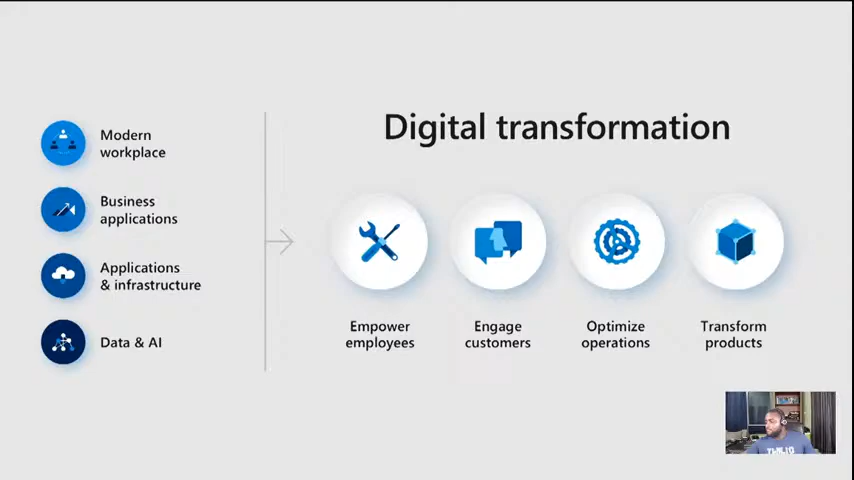 Modern
workplace
Business
applications
Applications
& infrastructure
Data & AI
Digital transformation
Empower
employees
Engage
customers
Optimize
operations
Transform
products